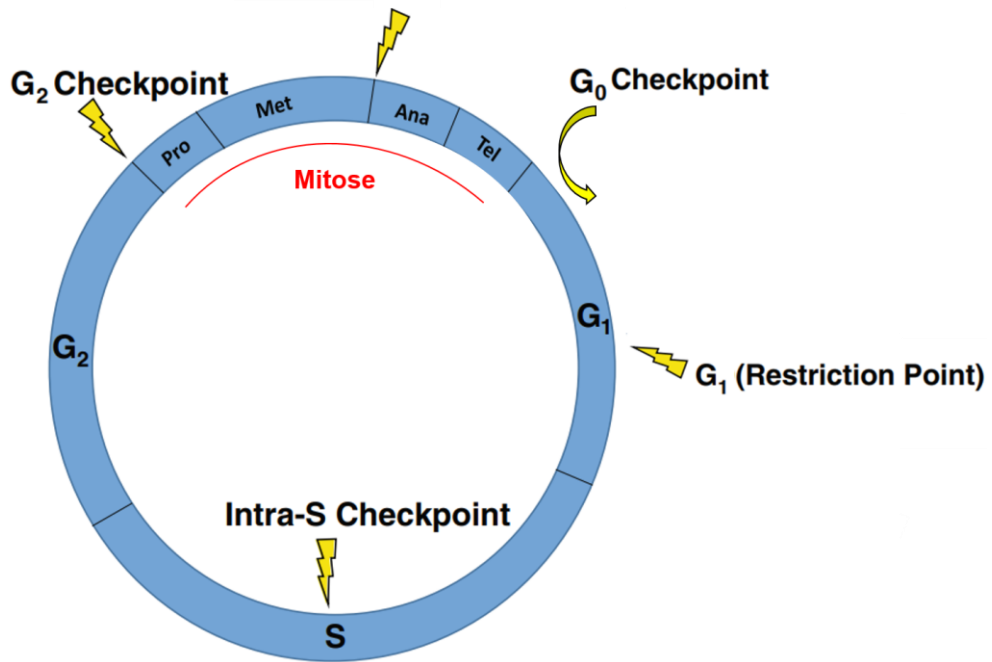 G₂ Checkpoint
G₀ Checkpoint
Pro
Met
Ana
Tel
Mitose
G₂
G₁
G₁ (Restriction Point)
Intra-S Checkpoint
S